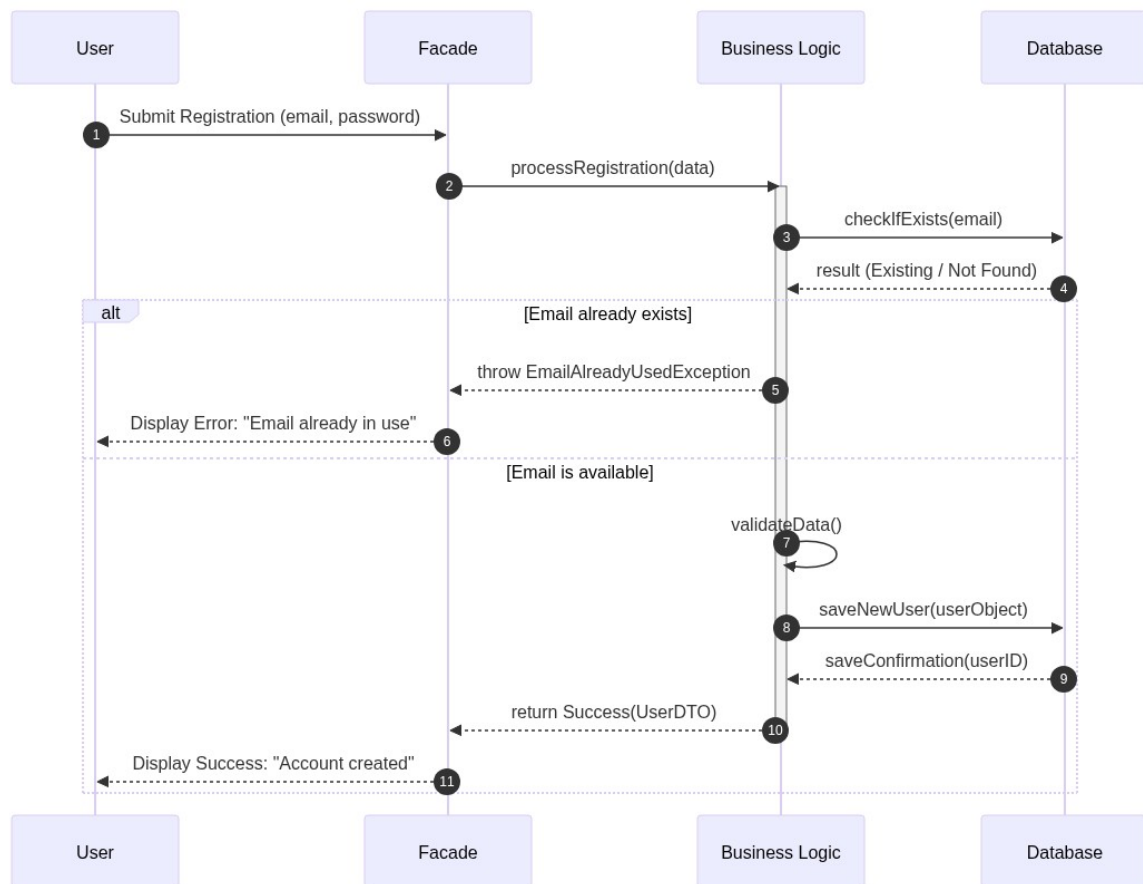 User
Facade
Business Logic
Database
Submit Registration (email, password)
1
processRegistration(data)
2
checkIfExists(email)
3
result (Existing / Not Found)
4
alt
[Email already exists]
throw EmailAlreadyUsedException
5
Display Error: "Email already in use"
6
[Email is available]
validateData()
7
saveNewUser(userObject)
8
saveConfirmation(userID)
9
return Success(UserDTO)
10
Display Success: "Account created"
11
User
Facade
Business Logic
Database